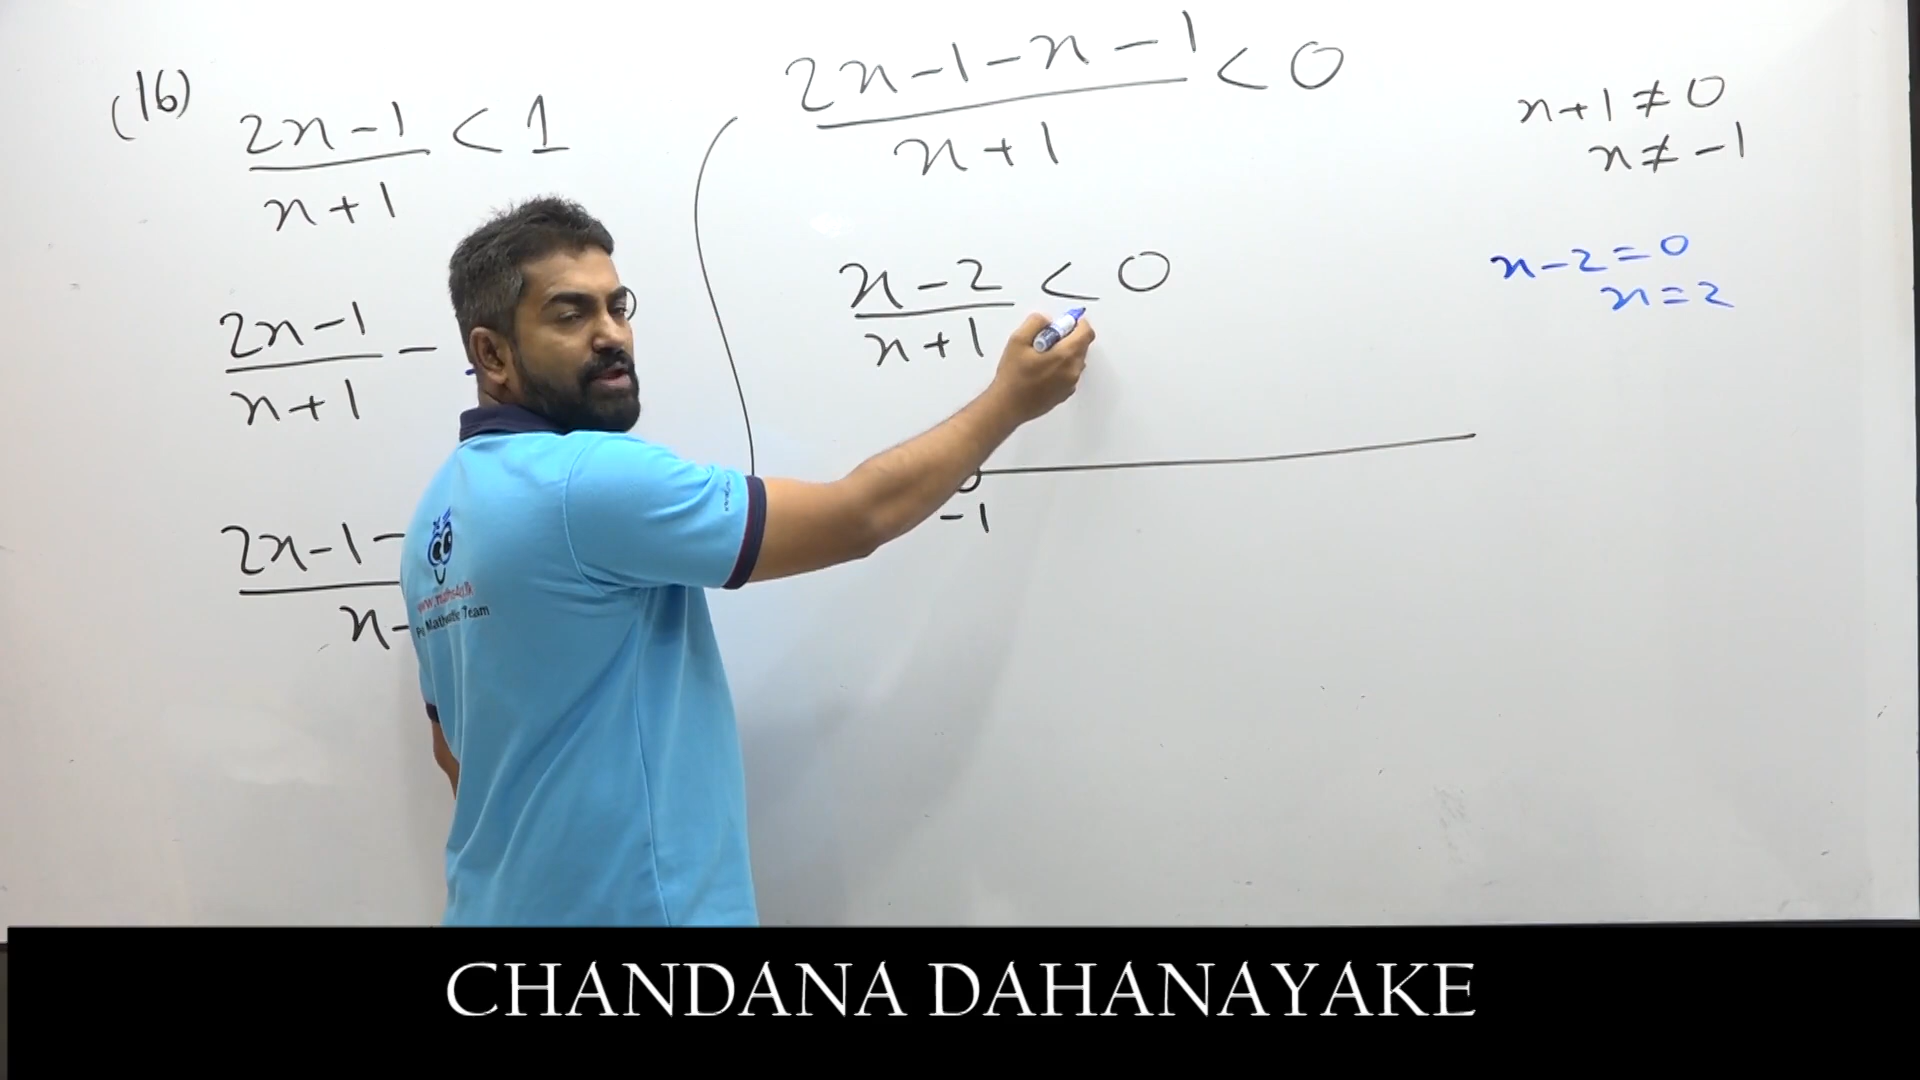 (16)
2x-1/x+1 < 1
2x-1/x+1 -
2x-1-
x-
2x-1-x-1/x+1 < 0
x-2/x+1 < 0
-1
x+1≠0
x≠-1
x-2=0
x=2
Team
CHANDANA DAHANAYAKE